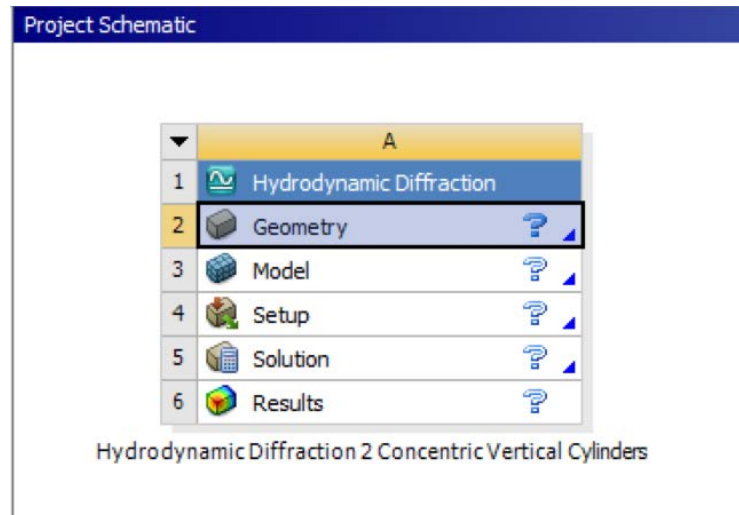 Project Schematic
A
1 Hydrodynamic Diffraction
2 Geometry ?
3 Model ?
4 Setup ?
5 Solution ?
6 Results ?
Hydrodynamic Diffraction 2 Concentric Vertical Cylinders